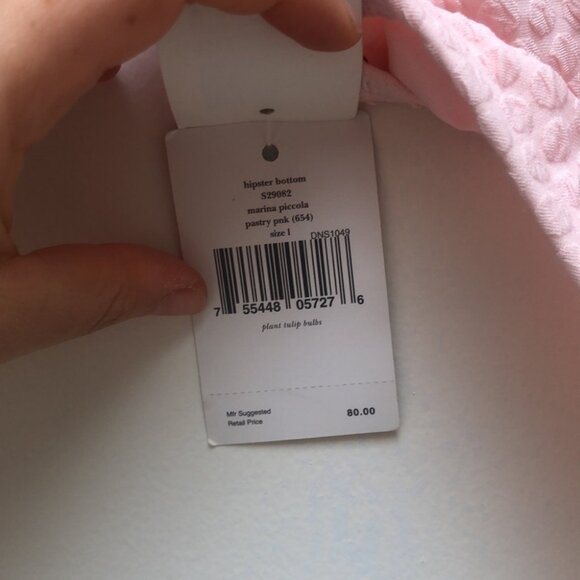 hipster bottom
S29082
marina piccola
pastry pnk (654)
size l DNS1049
7 55448 05727 6
plant tulip bulbs
Mfr Suggested
Retail Price 80.00